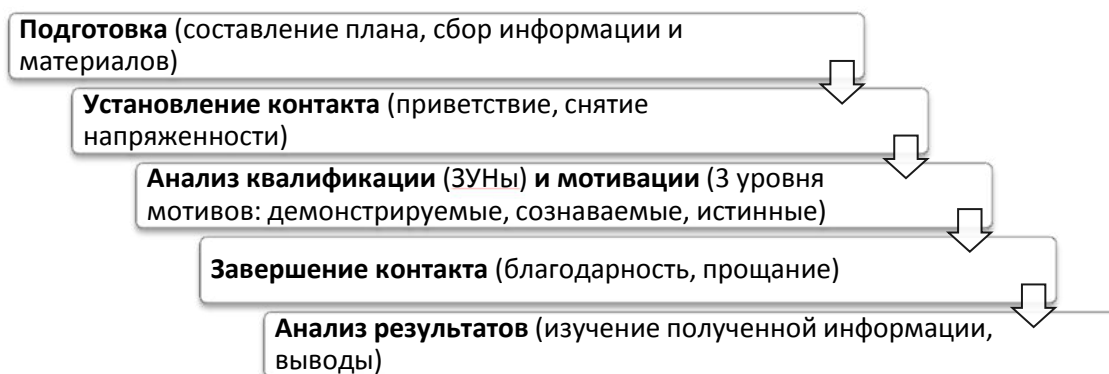 Подготовка (составление плана, сбор информации и
материалов)
Установление контакта (приветствие, снятие
напряженности)
Анализ квалификации (ЗУНы) и мотивации (3 уровня
мотивов: демонстрируемые, сознаваемые, истинные)
Завершение контакта (благодарность, прощание)
Анализ результатов (изучение полученной информации,
выводы)